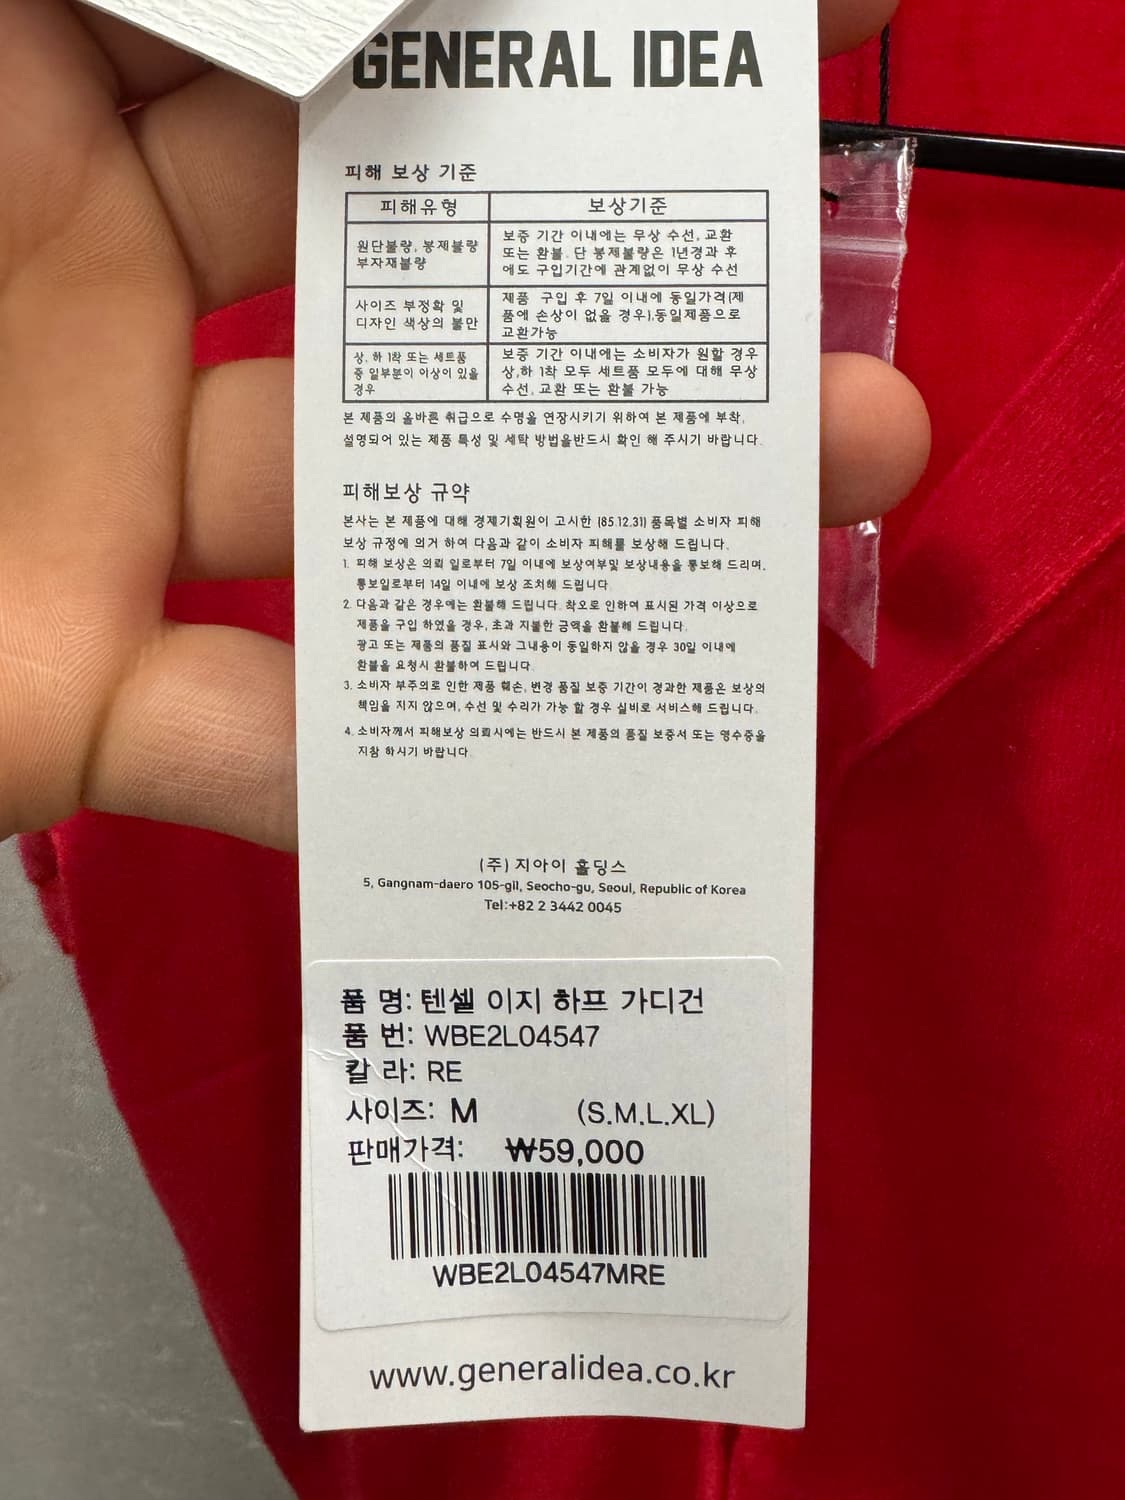 GENERAL IDEA
피해 보상 기준
피해유형 보상기준
원단불량, 봉제불량 부자재불량
보증 기간 이내에는 무상 수선, 교환
또는 환불. 단 봉제불량은 1년경과 후
에도 구입기간에 관계없이 무상 수선
사이즈 부정확 및
디자인 색상의 불만
제품 구입 후 7일 이내에 동일가격(제
품에 손상이 없을 경우),동일제품으로
교환가능
상, 하 1착 또는 세트품
중 일부분이 이상이 있을
경우
보증 기간 이내에는 소비자가 원할 경우
상,하 1착 모두 세트품 모두에 대해 무상
수선, 교환 또는 환불 가능
본 제품의 올바른 취급으로 수명을 연장시키기 위하여 본 제품에 부착,
설명되어 있는 제품 특성 및 세탁 방법을반드시 확인 해 주시기 바랍니다.
피해보상 규약
본사는 본 제품에 대해 경제기획원이 고시한 (85.12.31) 품목별 소비자 피해
보상 규정에 의거 하여 다음과 같이 소비자 피해를 보상해 드립니다.
1. 피해 보상은 의뢰 일로부터 7일 이내에 보상여부및 보상내용을 통보해 드리며,
통보일로부터 14일 이내에 보상 조치해 드립니다.
2. 다음과 같은 경우에는 환불해 드립니다. 착오로 인하여 표시된 가격 이상으로
제품을 구입 하였을 경우, 초과 지불한 금액을 환불해 드립니다.
광고 또는 제품의 품질 표시와 그내용이 동일하지 않을 경우 30일 이내에
환불을 요청시 환불하여 드립니다.
3. 소비자 부주의로 인한 제품 훼손, 변경 품질 보증 기간이 경과한 제품은 보상의
책임을 지지 않으며, 수선 및 수리가 가능 할 경우 실비로 서비스해 드립니다.
4. 소비자께서 피해보상 의뢰시에는 반드시 본 제품의 품질 보증서 또는 영수증을
지참 하시기 바랍니다.
(주) 지아이 홀딩스
5, Gangnam-daero 105-gil, Seocho-gu, Seoul, Republic of Korea
Tel:+82 2 3442 0045
품 명: 텐셀 이지 하프 가디건
품 번: WBE2L04547
칼 라: RE
사이즈: M (S.M.L.XL)
판매가격: ₩59,000
WBE2L04547MRE
www.generalidea.co.kr